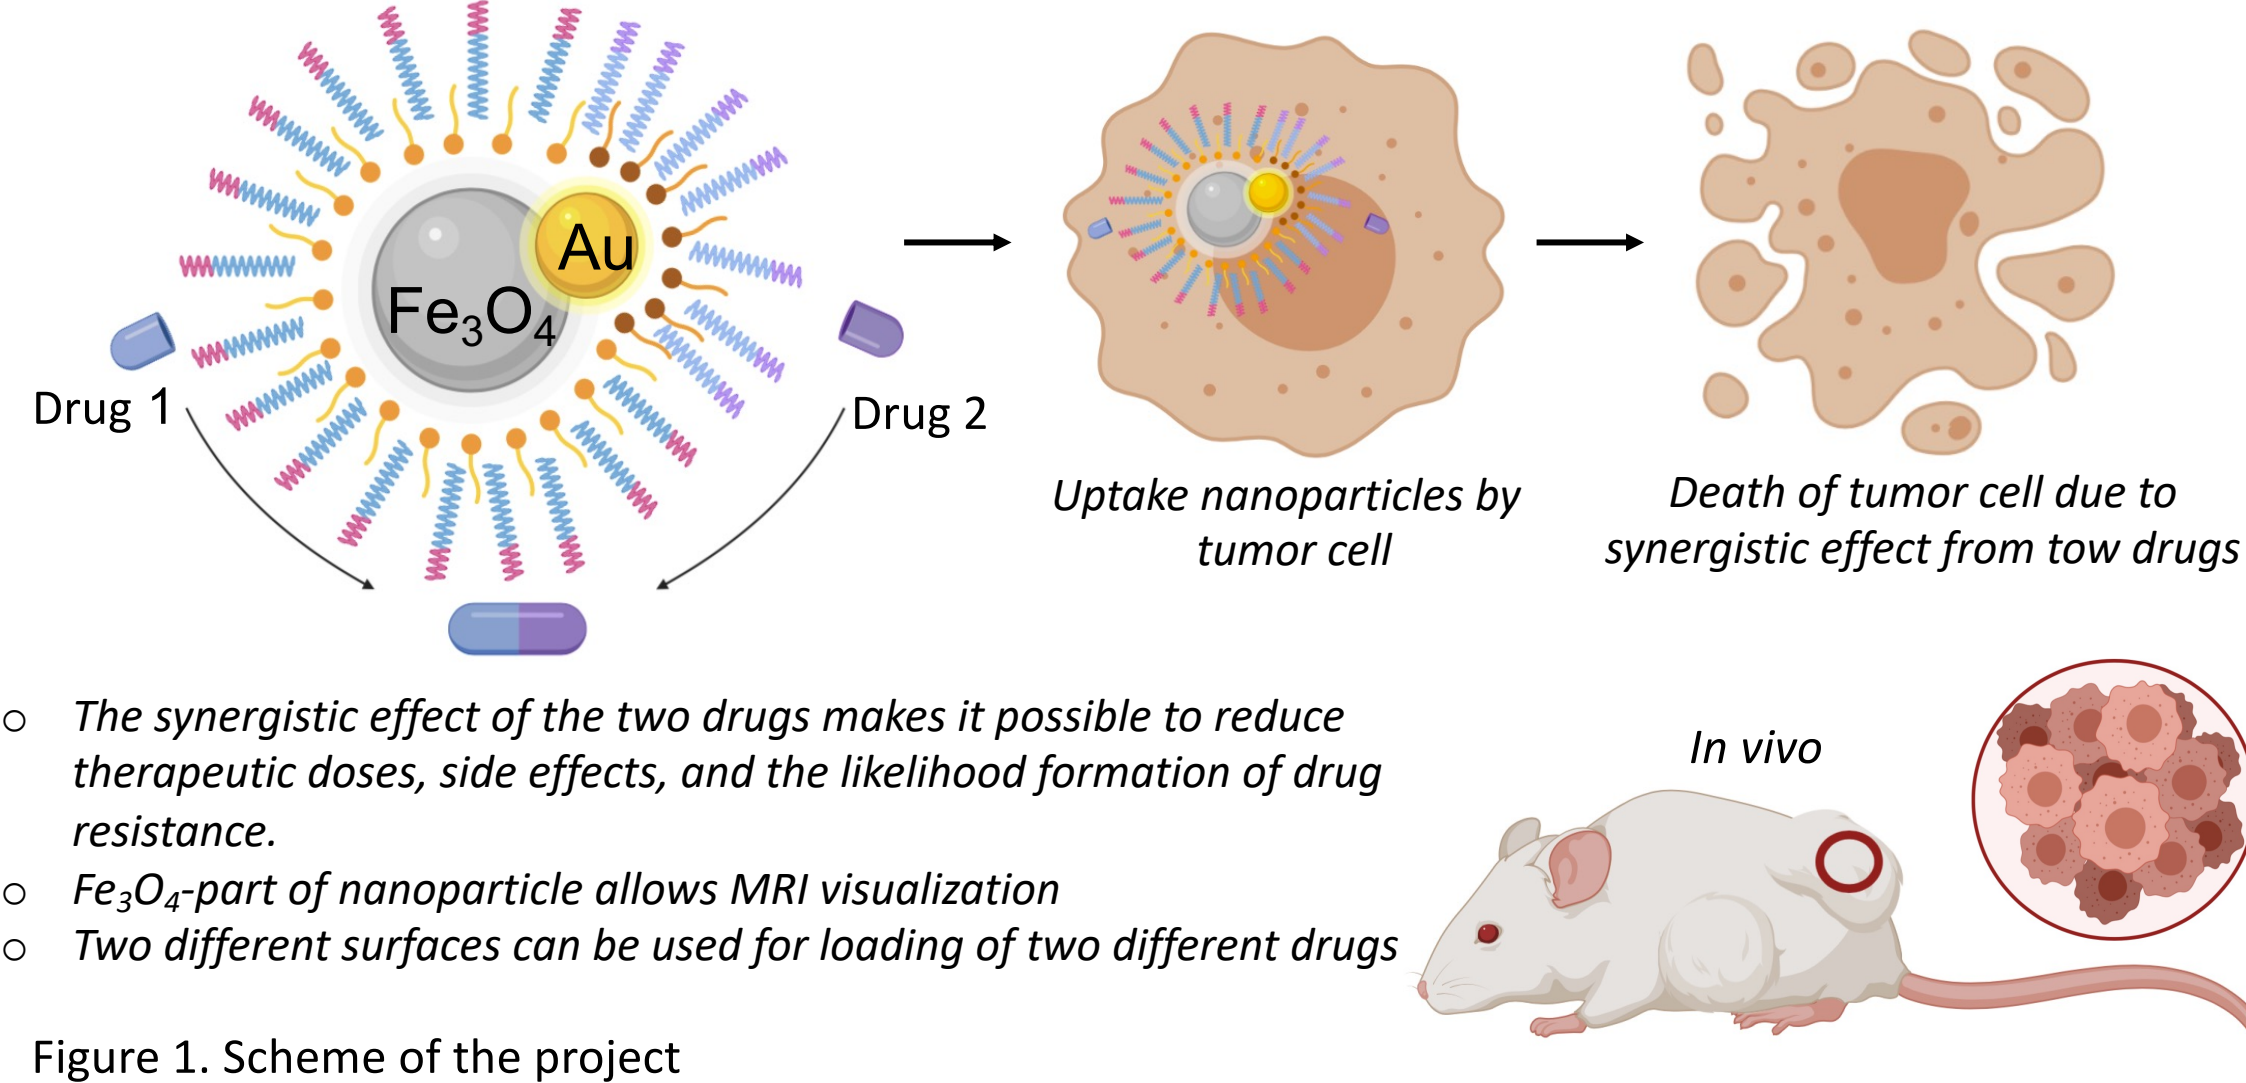 Au
Fe₃O₄
Drug 1
Drug 2
Uptake nanoparticles by
tumor cell
Death of tumor cell due to
synergistic effect from tow drugs
○ The synergistic effect of the two drugs makes it possible to reduce
therapeutic doses, side effects, and the likelihood formation of drug
resistance.
○ Fe₃O₄-part of nanoparticle allows MRI visualization
○ Two different surfaces can be used for loading of two different drugs
In vivo
Figure 1. Scheme of the project